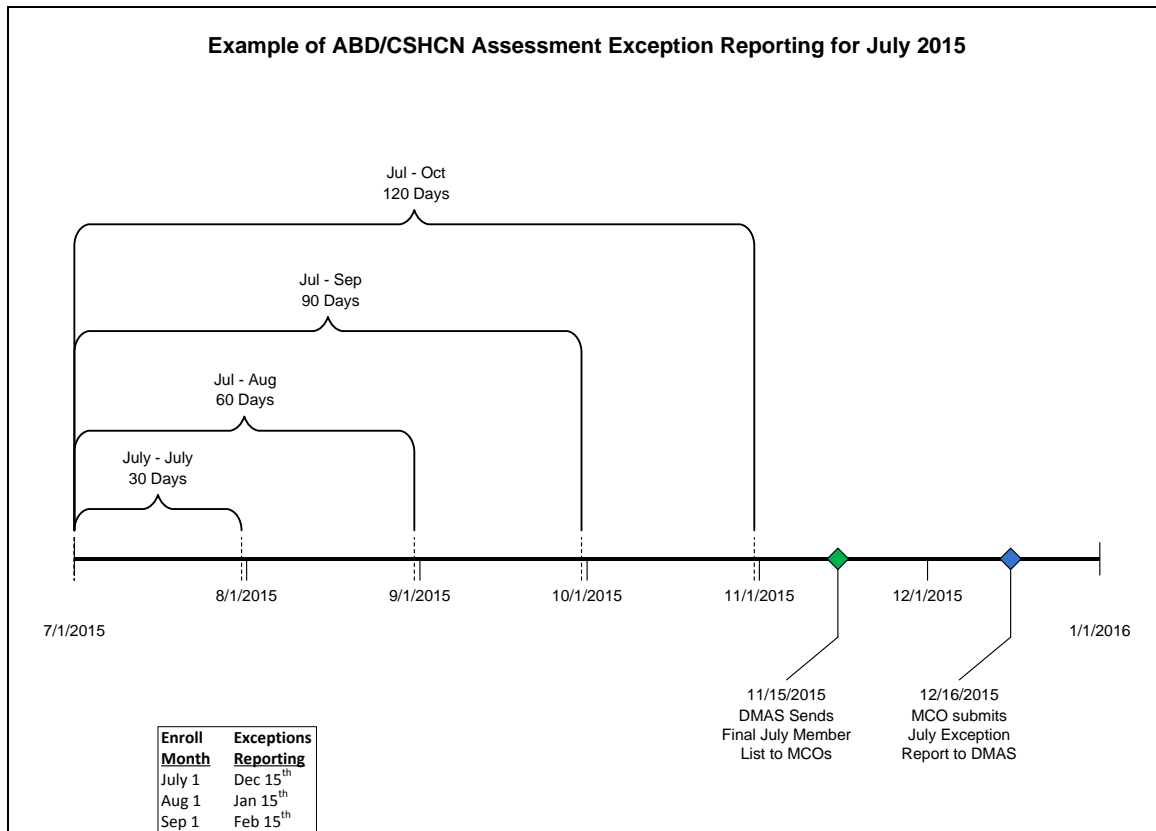 Example of ABD/CSHCN Assessment Exception Reporting for July 2015
Jul - Oct
120 Days
Jul - Sep
90 Days
Jul - Aug
60 Days
July - July
30 Days
8/1/2015
9/1/2015
10/1/2015
11/1/2015
12/1/2015
7/1/2015
1/1/2016
11/15/2015
DMAS Sends
Final July Member
List to MCOs
12/16/2015
MCO submits
July Exception
Report to DMAS
Enroll Exceptions
Month Reporting
July 1 Dec 15th
Aug 1 Jan 15th
Sep 1 Feb 15th